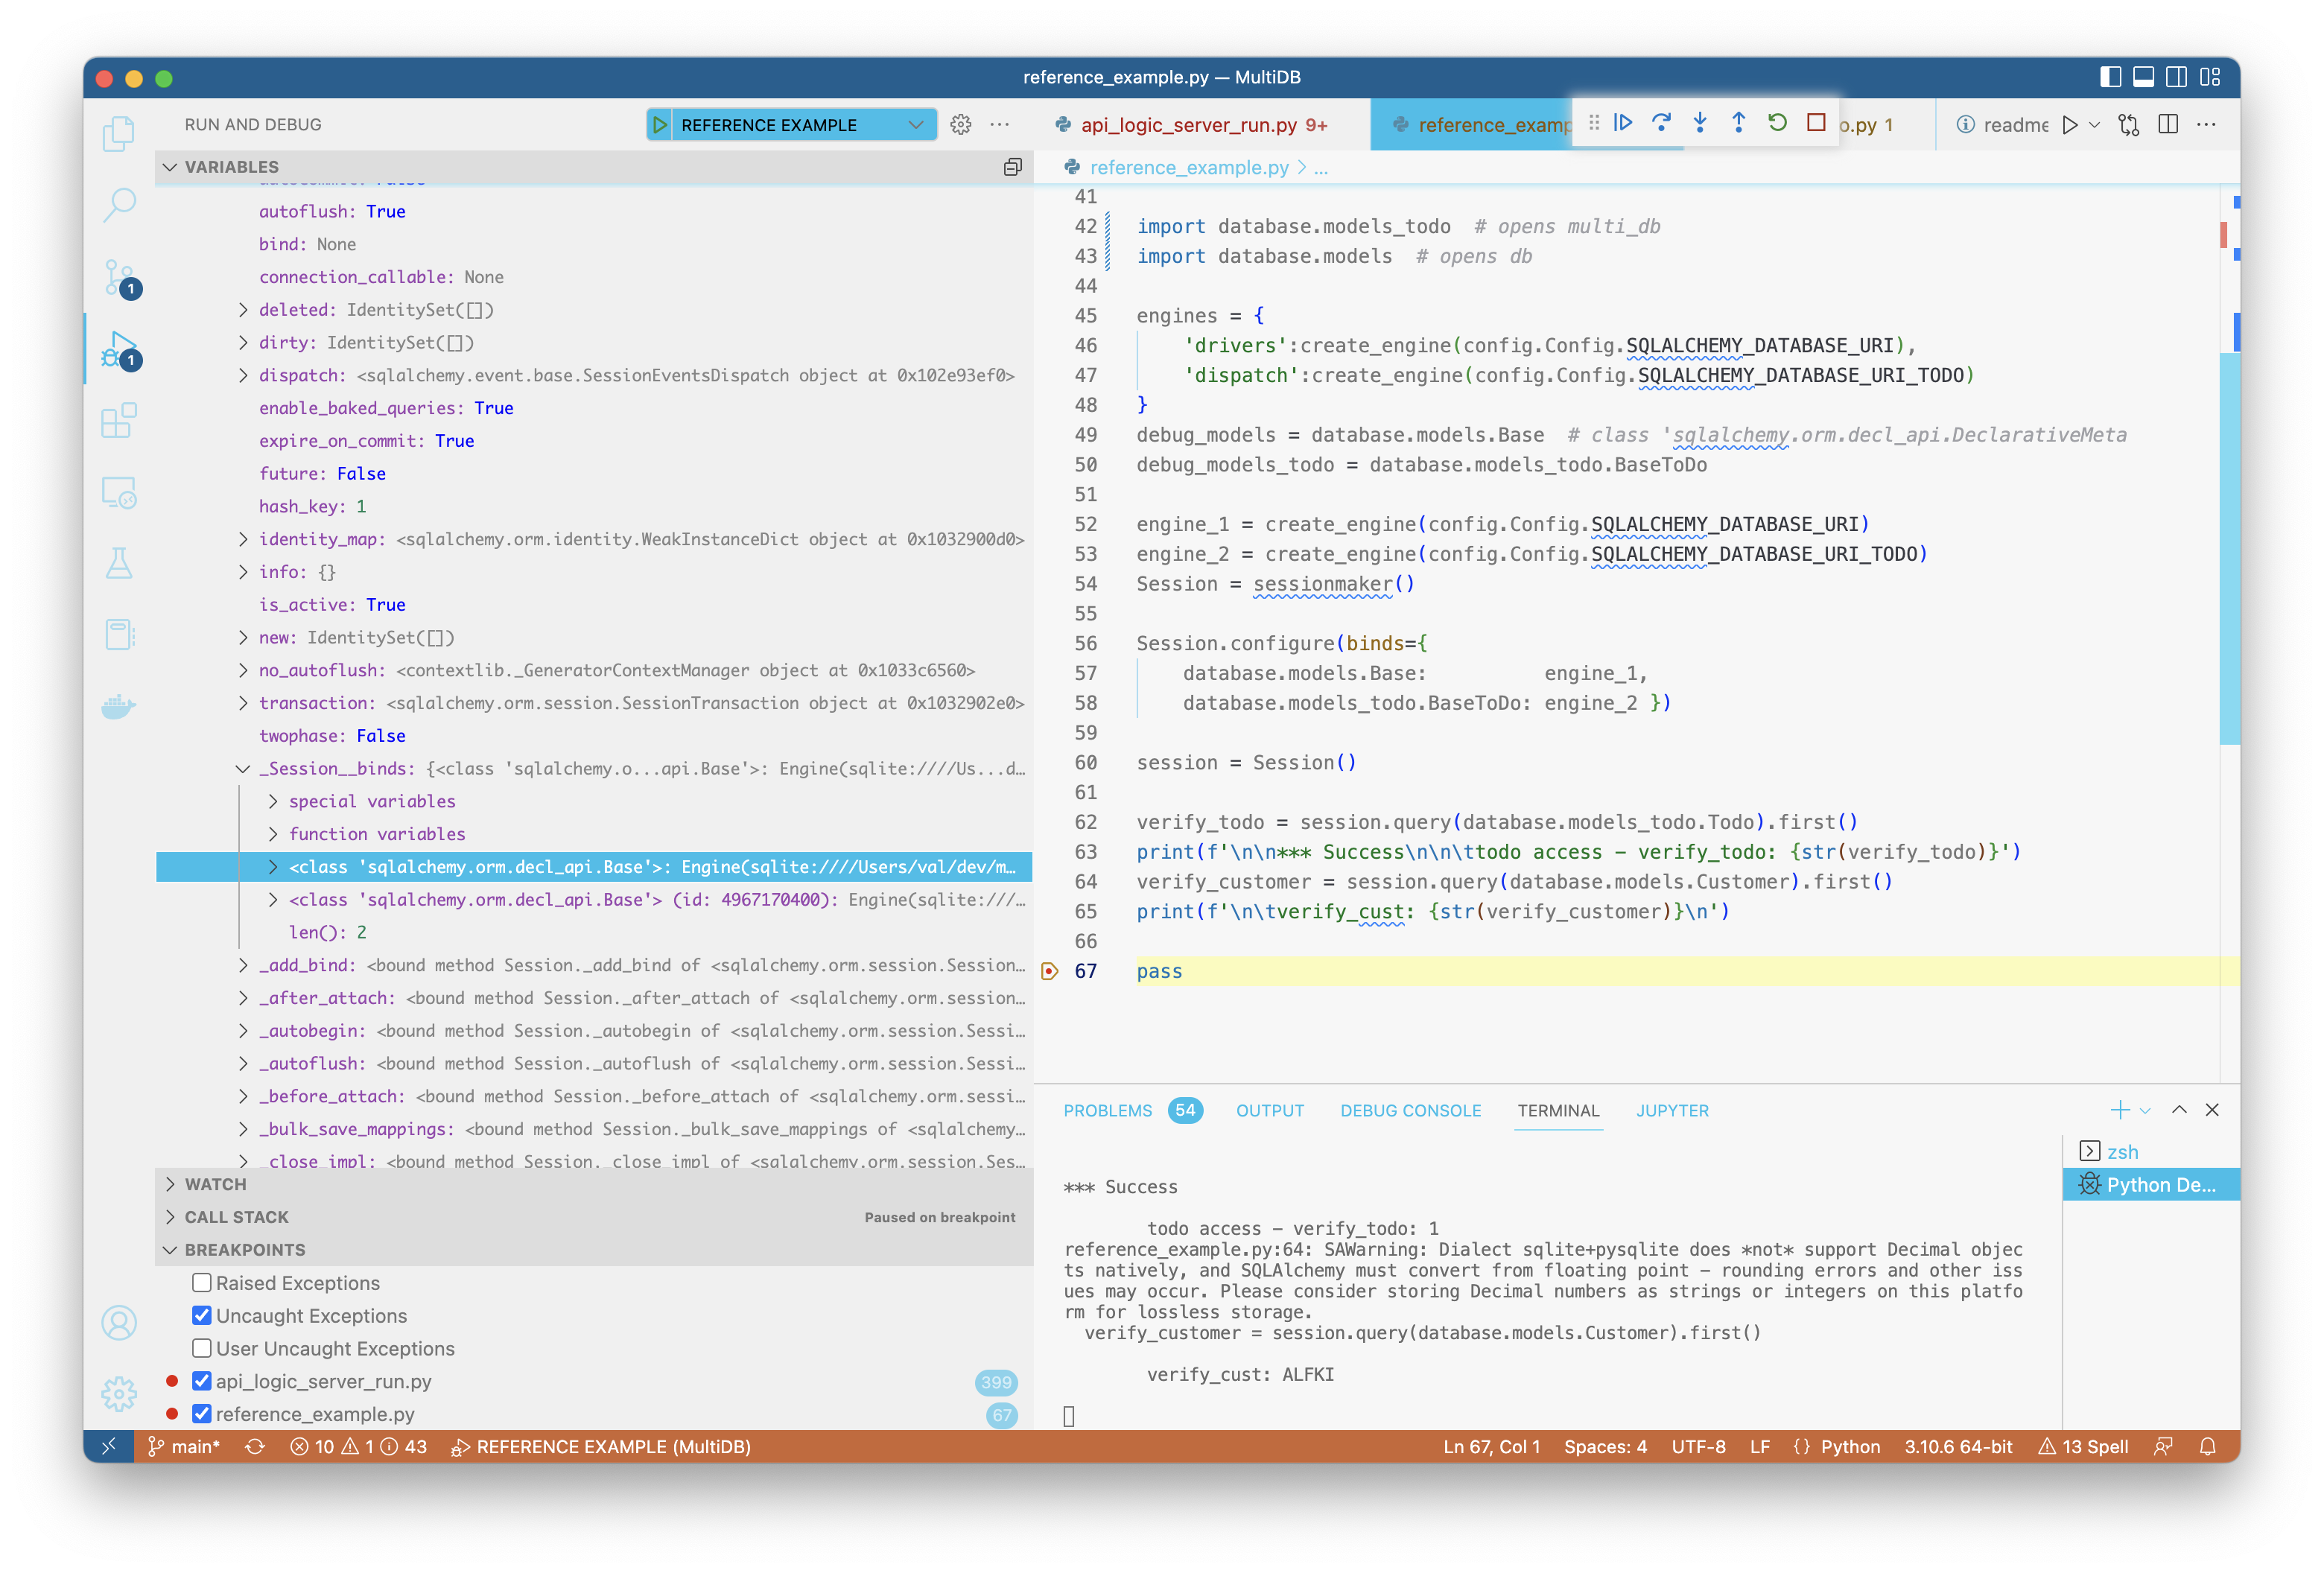 reference_example.py — MultiDB
RUN AND DEBUG
REFERENCE EXAMPLE
VARIABLES
autoflush: True
bind: None
connection_callable: None
deleted: IdentitySet([])
dirty: IdentitySet([])
dispatch: <sqlalchemy.event.base.SessionEventsDispatch object at 0x102e93ef0>
enable_baked_queries: True
expire_on_commit: True
future: False
hash_key: 1
identity_map: <sqlalchemy.orm.identity.WeakInstanceDict object at 0x1032900d0>
info: {}
is_active: True
new: IdentitySet([])
no_autoflush: <contextlib._GeneratorContextManager object at 0x1033c6560>
transaction: <sqlalchemy.orm.session.SessionTransaction object at 0x1032902e0>
twophase: False
_Session__binds: {<class 'sqlalchemy.o...api.Base'>: Engine(sqlite:////Us...d…
special variables
function variables
<class 'sqlalchemy.orm.decl_api.Base'>: Engine(sqlite:////Users/val/dev/m…
<class 'sqlalchemy.orm.decl_api.Base'> (id: 4967170400): Engine(sqlite:///…
len(): 2
_add_bind: <bound method Session._add_bind of <sqlalchemy.orm.session.Session…
_after_attach: <bound method Session._after_attach of <sqlalchemy.orm.session…
_autobegin: <bound method Session._autobegin of <sqlalchemy.orm.session.Sessi…
_autoflush: <bound method Session._autoflush of <sqlalchemy.orm.session.Sessi…
_before_attach: <bound method Session._before_attach of <sqlalchemy.orm.sessi…
_bulk_save_mappings: <bound method Session._bulk_save_mappings of <sqlalchemy…
_close_impl: <bound method Session._close_impl of <sqlalchemy.orm.session.Ses…
WATCH
CALL STACK Paused on breakpoint
BREAKPOINTS
Raised Exceptions
Uncaught Exceptions
User Uncaught Exceptions
api_logic_server_run.py 399
reference_example.py 67
1
1
api_logic_server_run.py 9+
reference_examp
o.py 1
readme
reference_example.py > ...
41
42 import database.models_todo # opens multi_db
43 import database.models # opens db
44
45 engines = {
46 'drivers':create_engine(config.Config.SQLALCHEMY_DATABASE_URI),
47 'dispatch':create_engine(config.Config.SQLALCHEMY_DATABASE_URI_TODO)
48 }
49 debug_models = database.models.Base # class 'sqlalchemy.orm.decl_api.DeclarativeMeta
50 debug_models_todo = database.models_todo.BaseToDo
51
52 engine_1 = create_engine(config.Config.SQLALCHEMY_DATABASE_URI)
53 engine_2 = create_engine(config.Config.SQLALCHEMY_DATABASE_URI_TODO)
54 Session = sessionmaker()
55
56 Session.configure(binds={
57 database.models.Base: engine_1,
58 database.models_todo.BaseToDo: engine_2 })
59
60 session = Session()
61
62 verify_todo = session.query(database.models_todo.Todo).first()
63 print(f'\n\n*** Success\n\n\ttodo access - verify_todo: {str(verify_todo)}')
64 verify_customer = session.query(database.models.Customer).first()
65 print(f'\n\tverify_cust: {str(verify_customer)}\n')
66
67 pass
PROBLEMS 54 OUTPUT DEBUG CONSOLE TERMINAL JUPYTER
*** Success
todo access - verify_todo: 1
reference_example.py:64: SAWarning: Dialect sqlite+pysqlite does *not* support Decimal objec
ts natively, and SQLAlchemy must convert from floating point - rounding errors and other iss
ues may occur. Please consider storing Decimal numbers as strings or integers on this platfo
rm for lossless storage.
verify_customer = session.query(database.models.Customer).first()
verify_cust: ALFKI
zsh
Python De...
main* 10 1 43 REFERENCE EXAMPLE (MultiDB) Ln 67, Col 1 Spaces: 4 UTF-8 LF {} Python 3.10.6 64-bit 13 Spell